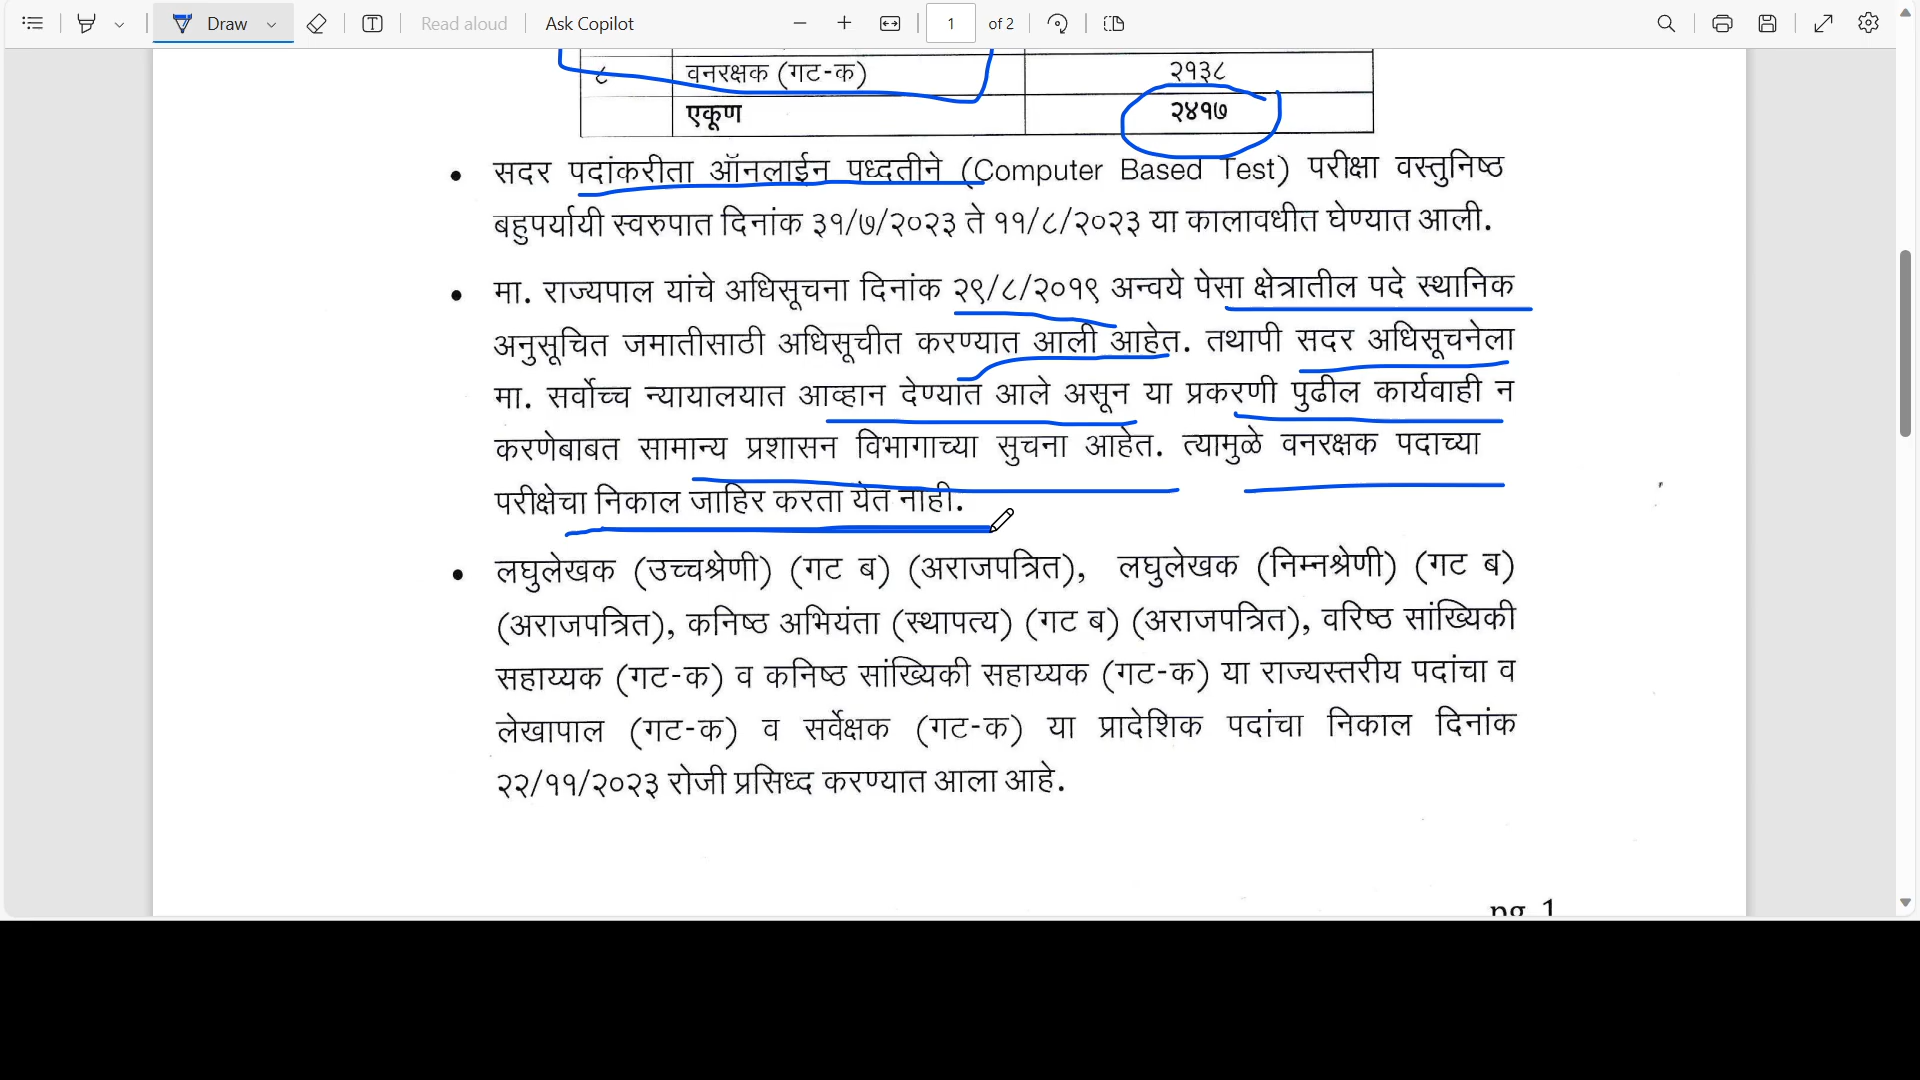 Draw
Read aloud
Ask Copilot
1
of 2
८ वनरक्षक (गट-क) २१३८
एकूण २४१७
• सदर पदांकरीता ऑनलाईन पध्दतीने (Computer Based Test) परीक्षा वस्तुनिष्ठ
बहुपर्यायी स्वरुपात दिनांक ३१/७/२०२३ ते ११/८/२०२३ या कालावधीत घेण्यात आली.
• मा. राज्यपाल यांचे अधिसूचना दिनांक २९/८/२०१९ अन्वये पेसा क्षेत्रातील पदे स्थानिक
अनुसूचित जमातीसाठी अधिसूचीत करण्यात आली आहेत. तथापी सदर अधिसूचनेला
मा. सर्वोच्च न्यायालयात आव्हान देण्यात आले असून या प्रकरणी पुढील कार्यवाही न
करणेबाबत सामान्य प्रशासन विभागाच्या सुचना आहेत. त्यामुळे वनरक्षक पदाच्या
परीक्षेचा निकाल जाहिर करता येत नाही.
• लघुलेखक (उच्चश्रेणी) (गट ब) (अराजपत्रित), लघुलेखक (निम्नश्रेणी) (गट ब)
(अराजपत्रित), कनिष्ठ अभियंता (स्थापत्य) (गट ब) (अराजपत्रित), वरिष्ठ सांख्यिकी
सहाय्यक (गट-क) व कनिष्ठ सांख्यिकी सहाय्यक (गट-क) या राज्यस्तरीय पदांचा व
लेखापाल (गट-क) व सर्वेक्षक (गट-क) या प्रादेशिक पदांचा निकाल दिनांक
२२/११/२०२३ रोजी प्रसिध्द करण्यात आला आहे.
pg. 1